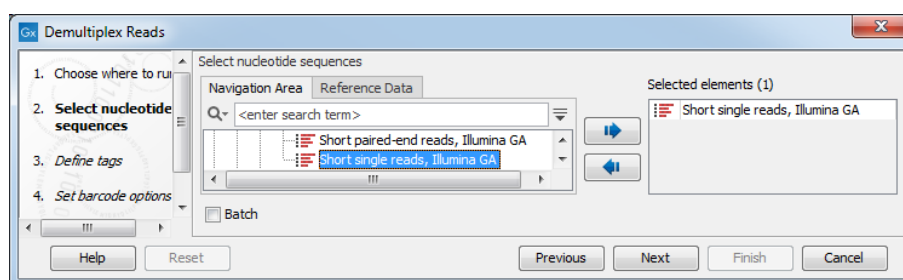 Gx Demultiplex Reads
1. Choose where to run
2. Select nucleotide sequences
3. Define tags
4. Set barcode options
Select nucleotide sequences
Navigation Area
Reference Data
<enter search term>
Short paired-end reads, Illumina GA
Short single reads, Illumina GA
Batch
Selected elements (1)
Short single reads, Illumina GA
Help
Reset
Previous
Next
Finish
Cancel